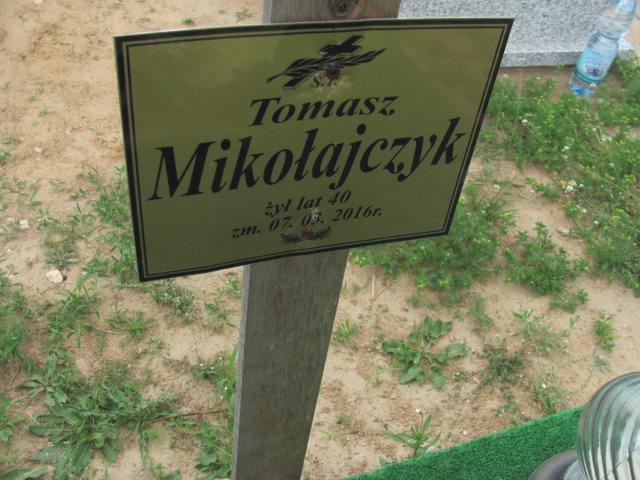 Ś.P.
Tomasz
Mikołajczyk
żył lat 40
zm. 07. 03. 2016r.